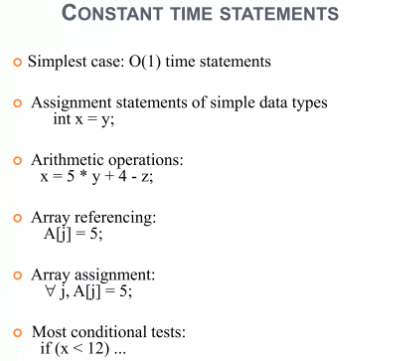 CONSTANT TIME STATEMENTS
Simplest case: O(1) time statements
Assignment statements of simple data types
int x = y;
Arithmetic operations:
x = 5 * y + 4 - z;
Array referencing:
A[j] = 5;
Array assignment:
∀ j, A[j] = 5;
Most conditional tests:
if (x < 12) ...